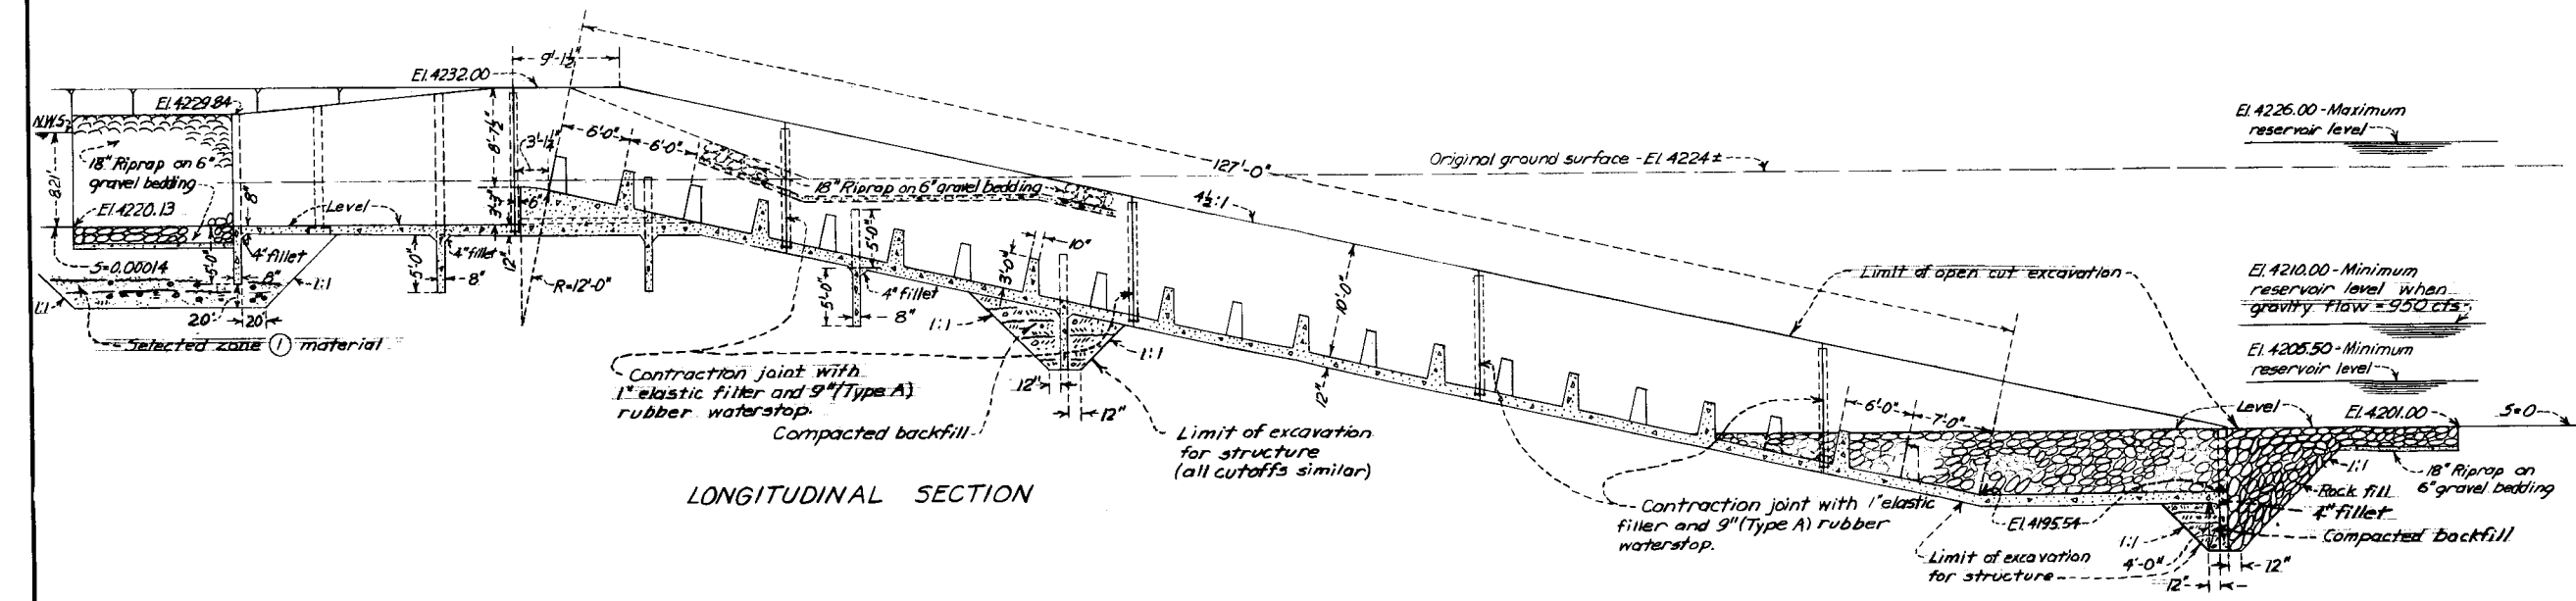 El. 4232.00
9'-1½"
El. 4229.84
N.W.S.
18" Riprap on 6"
gravel bedding
8.21'
El. 4220.13
8"
Level
8'-7½"
3'-3"
6"
3'-1¼"
6'-0"
6'-0"
127'-0"
18" Riprap on 6" gravel bedding
Original ground surface - El. 4224 ±
4½:1
El. 4226.00 - Maximum
reservoir level
El. 4210.00 - Minimum
reservoir level when
gravity flow = 950 cfs
El. 4205.50 - Minimum
reservoir level
S=0.00014
5'-0"
4" fillet
8"
1:1
1:1
20"
20"
Selected zone 1 material
5'-0"
4" fillet
8"
12"
R=12'-0"
5'-0"
5'-0"
4" fillet
8"
3'-0"
10"
10'-0"
12"
1:1
1:1
12"
12"
Contraction joint with
1" elastic filler and 9" (Type A)
rubber waterstop.
Compacted backfill
Limit of excavation
for structure
(all cutoffs similar)
Limit of open cut excavation
6'-0"
7'-0"
Level
El. 4201.00
S=0
Contraction joint with 1" elastic
filler and 9" (Type A) rubber
waterstop.
El. 4195.54
Limit of excavation
for structure
1:1
4'-0"
12"
12"
1:1
18" Riprap on
6" gravel bedding
Rock fill
4" fillet
Compacted backfill
LONGITUDINAL SECTION